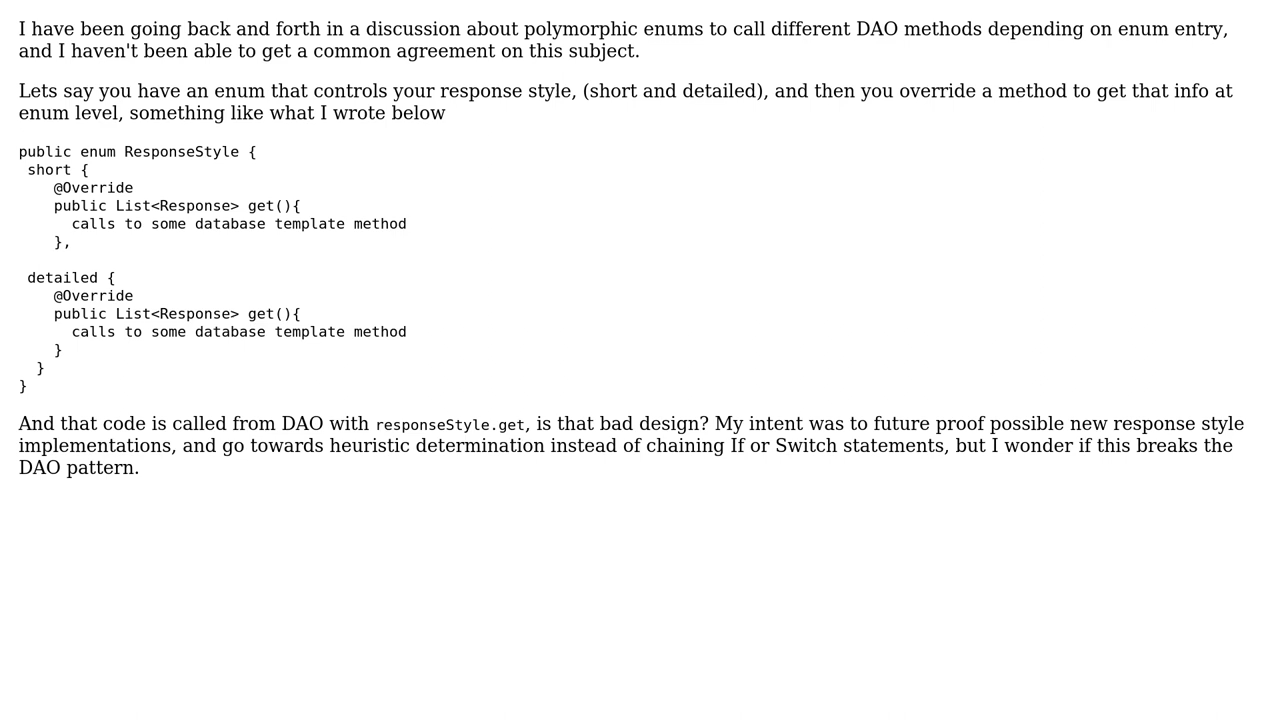 I have been going back and forth in a discussion about polymorphic enums to call different DAO methods depending on enum entry,
and I haven't been able to get a common agreement on this subject.
Lets say you have an enum that controls your response style, (short and detailed), and then you override a method to get that info at
enum level, something like what I wrote below
public enum ResponseStyle {
 short {
    @Override
    public List<Response> get(){
      calls to some database template method
    },
 detailed {
    @Override
    public List<Response> get(){
      calls to some database template method
    }
  }
}
And that code is called from DAO with responseStyle.get, is that bad design? My intent was to future proof possible new response style
implementations, and go towards heuristic determination instead of chaining If or Switch statements, but I wonder if this breaks the
DAO pattern.